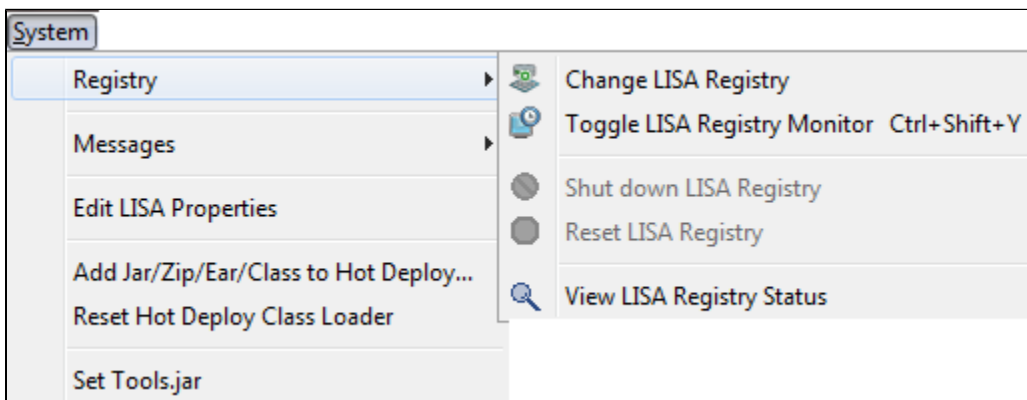 System
Registry
Change LISA Registry
Toggle LISA Registry Monitor Ctrl+Shift+Y
Messages
Shut down LISA Registry
Edit LISA Properties
Reset LISA Registry
Add Jar/Zip/Ear/Class to Hot Deploy...
View LISA Registry Status
Reset Hot Deploy Class Loader
Set Tools.jar